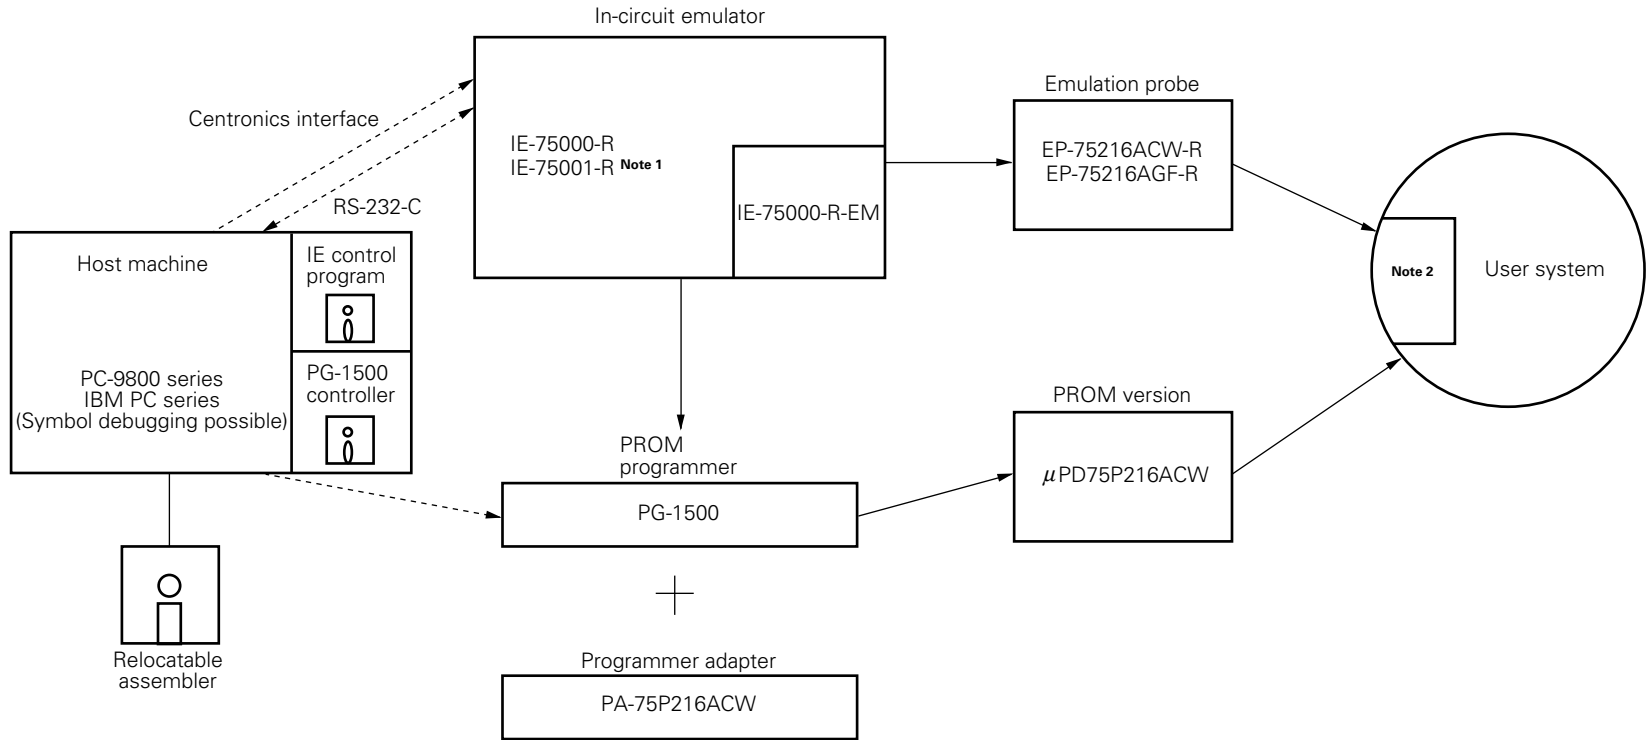 In-circuit emulator
Centronics interface
RS-232-C
IE-75000-R
IE-75001-R Note 1
IE-75000-R-EM
Emulation probe
EP-75216ACW-R
EP-75216AGF-R
Note 2
User system
Host machine
PC-9800 series
IBM PC series
(Symbol debugging possible)
IE control
program
PG-1500
controller
Relocatable
assembler
PROM
programmer
PG-1500
Programmer adapter
PA-75P216ACW
PROM version
μPD75P216ACW